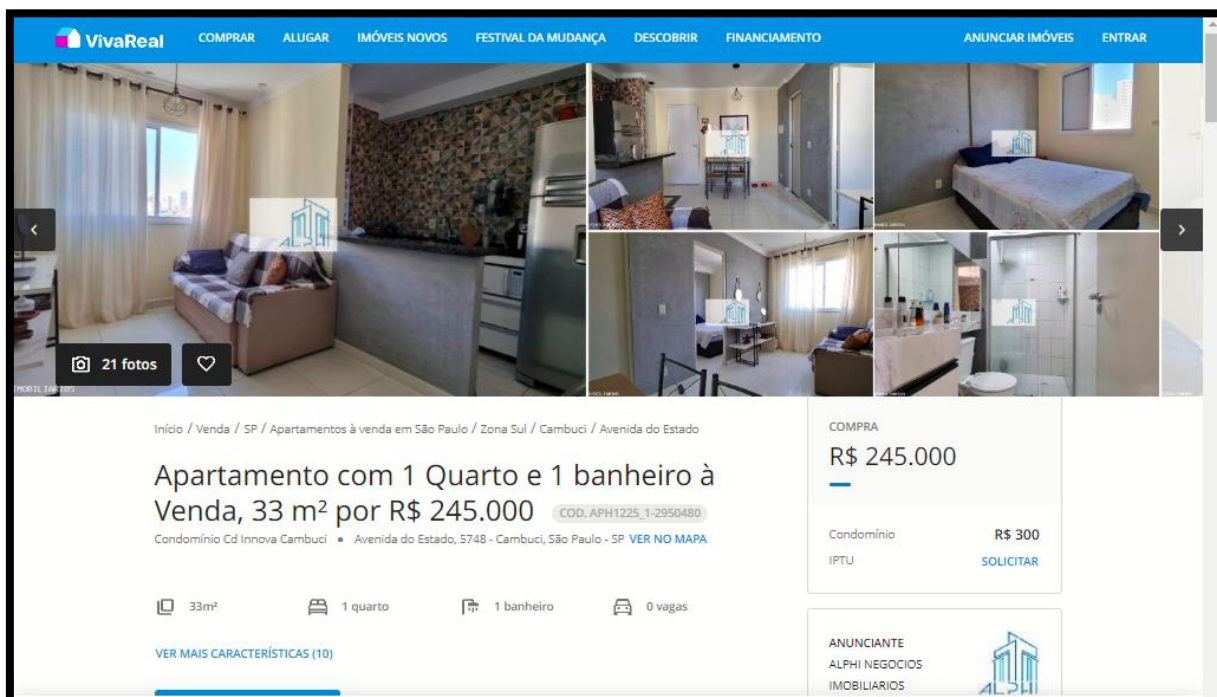 VivaReal COMPRAR ALUGAR IMÓVEIS NOVOS FESTIVAL DA MUDANÇA DESCOBRIR FINANCIAMENTO ANUNCIAR IMÓVEIS ENTRAR
ALPHI
21 fotos
Início / Venda / SP / Apartamentos à venda em São Paulo / Zona Sul / Cambuci / Avenida do Estado
Apartamento com 1 Quarto e 1 banheiro à
Venda, 33 m² por R$ 245.000 COD. APH1225_1-2950480
Condomínio Cd Innova Cambuci • Avenida do Estado, 5748 - Cambuci, São Paulo - SP VER NO MAPA
33m² 1 quarto 1 banheiro 0 vagas
VER MAIS CARACTERÍSTICAS (10)
COMPRA
R$ 245.000
Condomínio R$ 300
IPTU SOLICITAR
ANUNCIANTE
ALPHI NEGOCIOS
IMOBILIARIOS
ALPHI